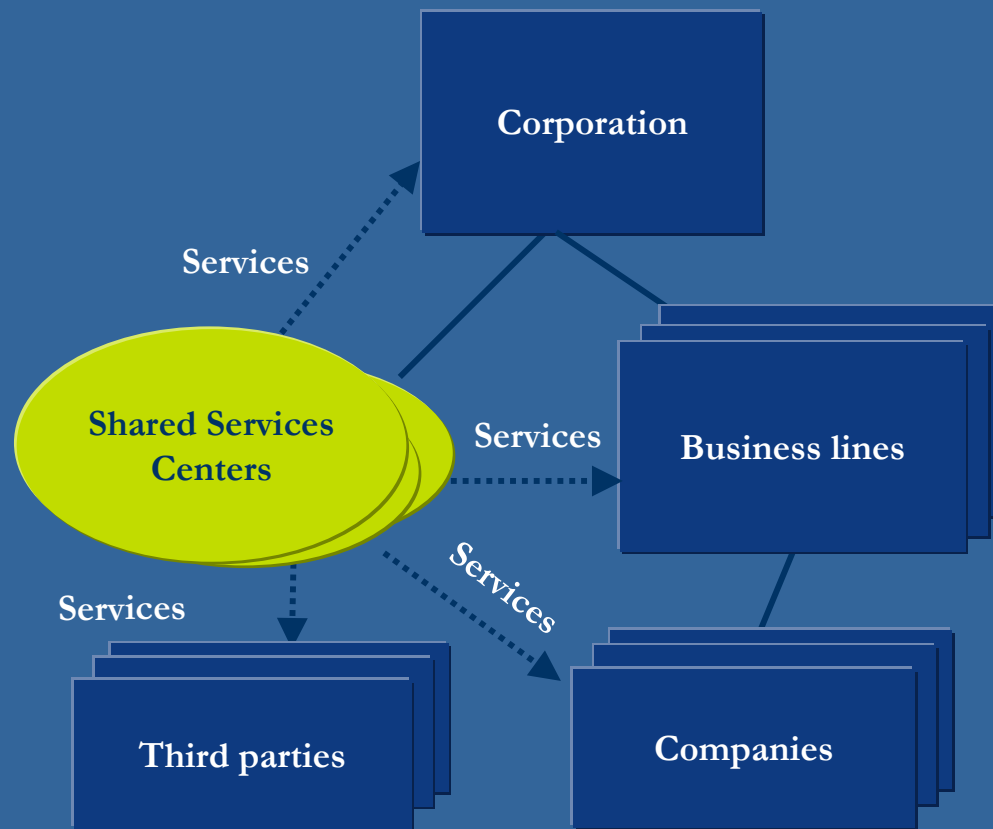 Corporation
Services
Shared Services
Centers
Services
Business lines
Services
Services
Third parties
Companies